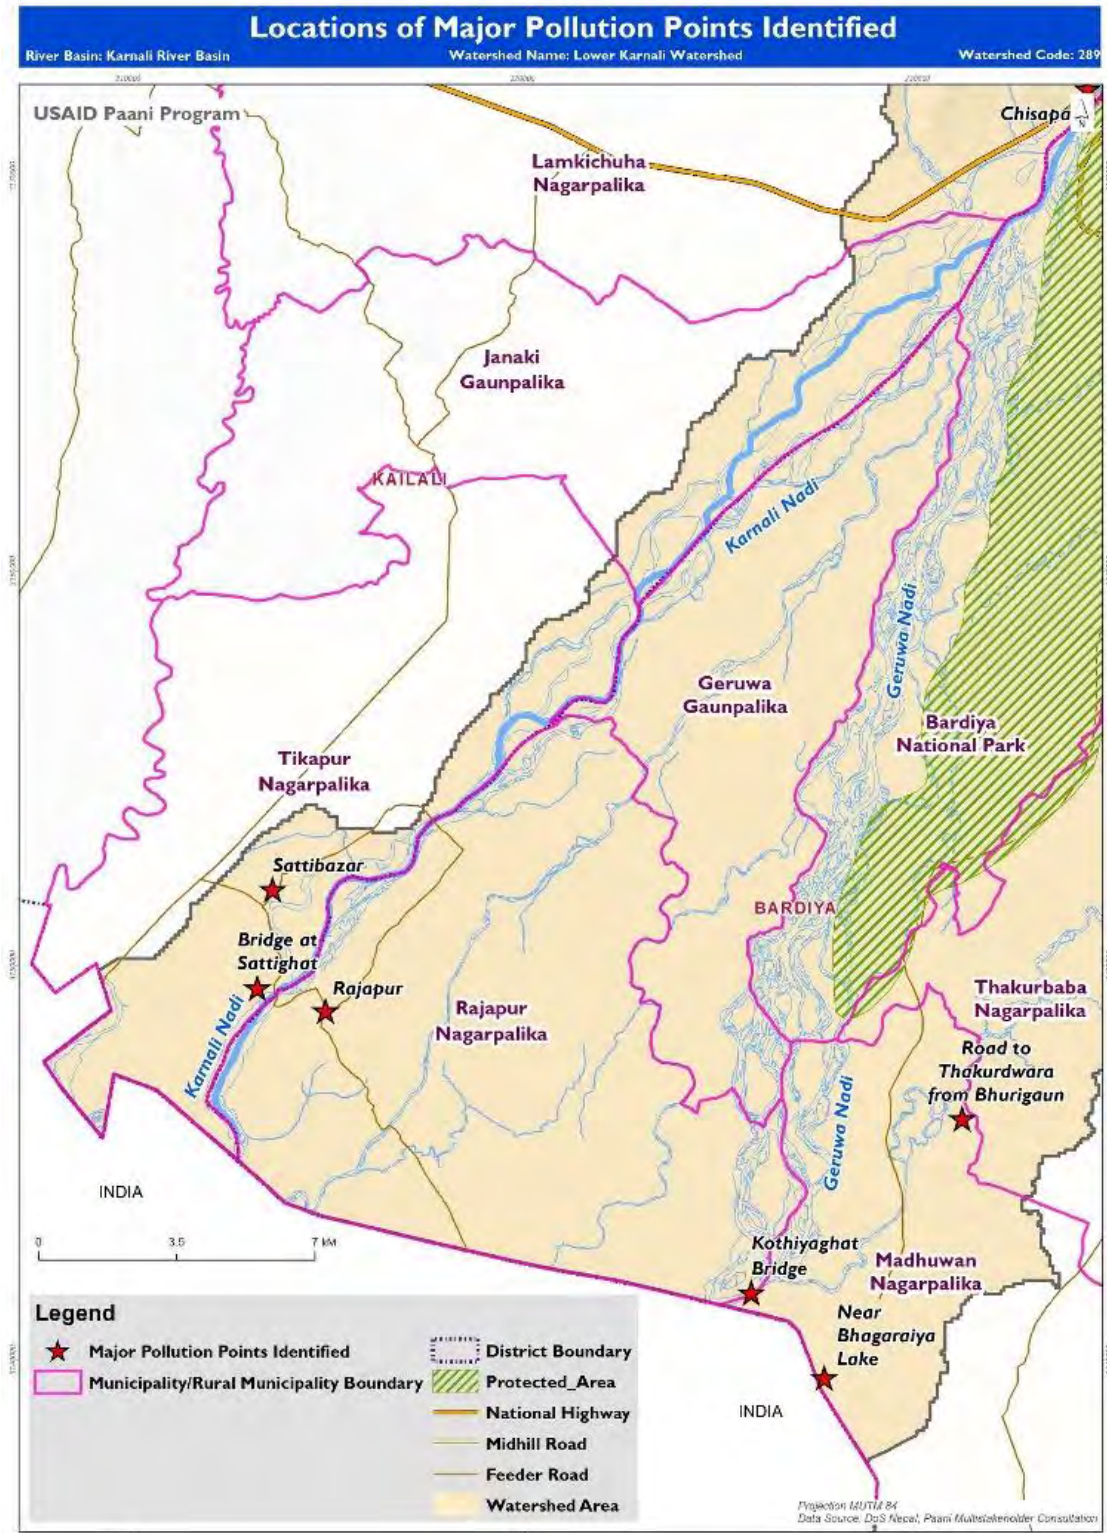 Locations of Major Pollution Points Identified
River Basin: Karnali River Basin
Watershed Name: Lower Karnali Watershed
Watershed Code: 289
USAID Paani Program
Chisapa
N
Lamkichuha
Nagarpalika
Janaki
Gaunpalika
KAILALI
Karnali Nadi
Geruwa Nadi
Geruwa
Gaunpalika
Bardiya
National Park
Tikapur
Nagarpalika
Sattibazar
BARDIYA
Bridge at
Sattighat
Rajapur
Rajapur
Nagarpalika
Thakurbaba
Nagarpalika
Karnali Nadi
Road to
Thakurdwara
from Bhurigaun
Geruwa Nadi
INDIA
0 3.5 7 kM
Kothiyaghat
Bridge
Madhuwan
Nagarpalika
Near
Bhagaraiya
Lake
INDIA
Legend
Major Pollution Points Identified
Municipality/Rural Municipality Boundary
District Boundary
Protected_Area
National Highway
Midhill Road
Feeder Road
Watershed Area
Projection MUTM 84
Data Source: DoS Nepal, Paani Multistakeholder Consultation